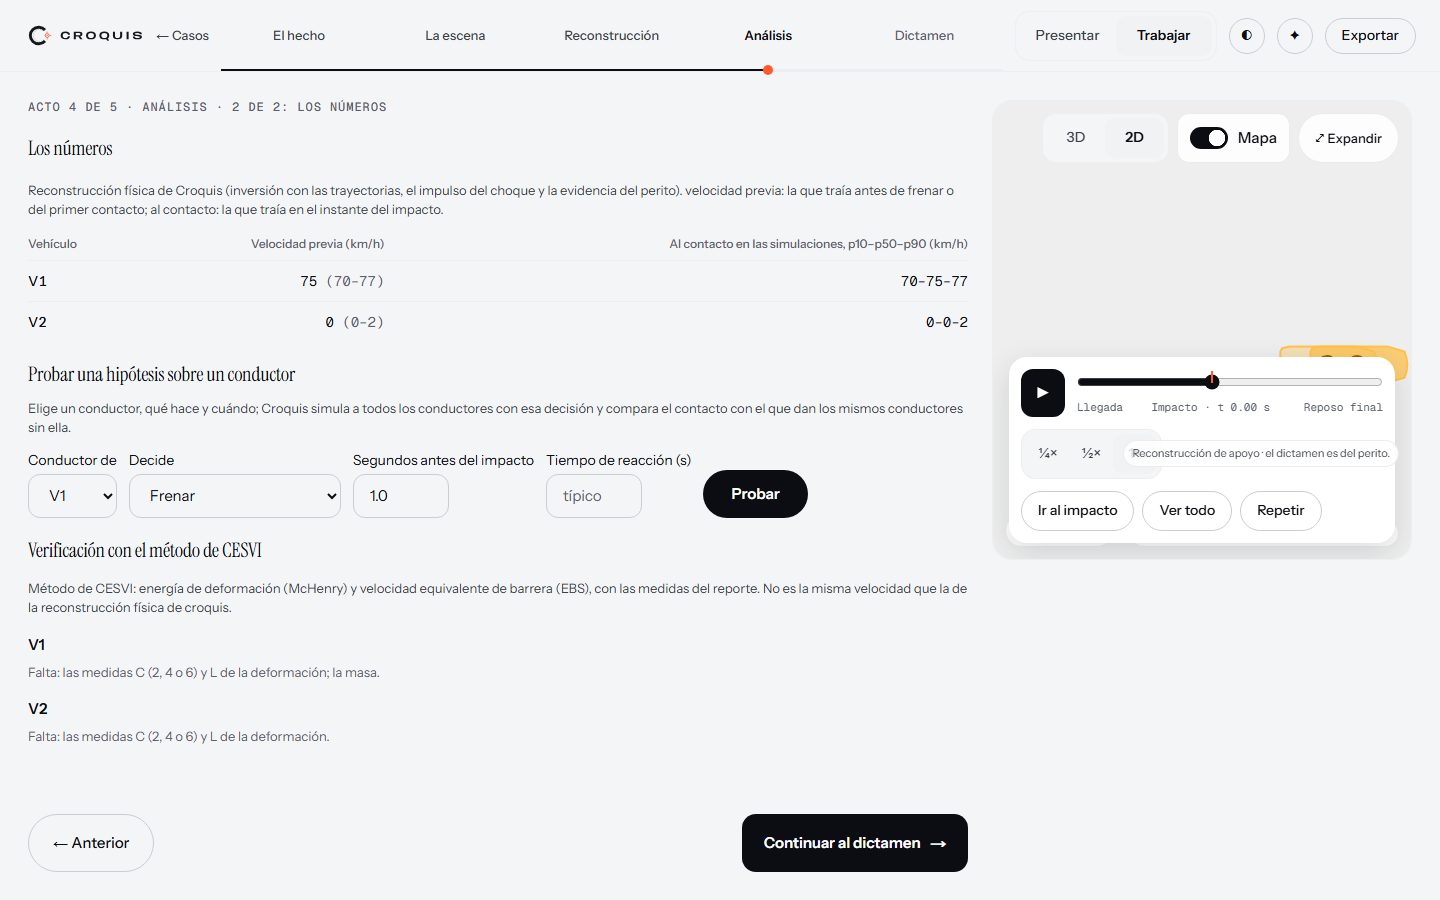 CROQUIS
← Casos
El hecho
La escena
Reconstrucción
Análisis
Dictamen
Presentar
Trabajar
Exportar
ACTO 4 DE 5 · ANÁLISIS · 2 DE 2: LOS NÚMEROS
Los números
Reconstrucción física de Croquis (inversión con las trayectorias, el impulso del choque y la evidencia del perito). velocidad previa: la que traía antes de frenar o
del primer contacto; al contacto: la que traía en el instante del impacto.
Vehículo
Velocidad previa (km/h)
Al contacto en las simulaciones, p10–p50–p90 (km/h)
V1
75 (70–77)
70–75–77
V2
0 (0–2)
0–0–2
Probar una hipótesis sobre un conductor
Elige un conductor, qué hace y cuándo; Croquis simula a todos los conductores con esa decisión y compara el contacto con el que dan los mismos conductores
sin ella.
Conductor de
Decide
Segundos antes del impacto
Tiempo de reacción (s)
V1
Frenar
1.0
típico
Probar
Verificación con el método de CESVI
Método de CESVI: energía de deformación (McHenry) y velocidad equivalente de barrera (EBS), con las medidas del reporte. No es la misma velocidad que la de
la reconstrucción física de croquis.
V1
Falta: las medidas C (2, 4 o 6) y L de la deformación; la masa.
V2
Falta: las medidas C (2, 4 o 6) y L de la deformación.
← Anterior
Continuar al dictamen →
3D
2D
Mapa
⤢ Expandir
Llegada
Impacto · t 0.00 s
Reposo final
¼×
½×
Reconstrucción de apoyo · el dictamen es del perito.
Ir al impacto
Ver todo
Repetir